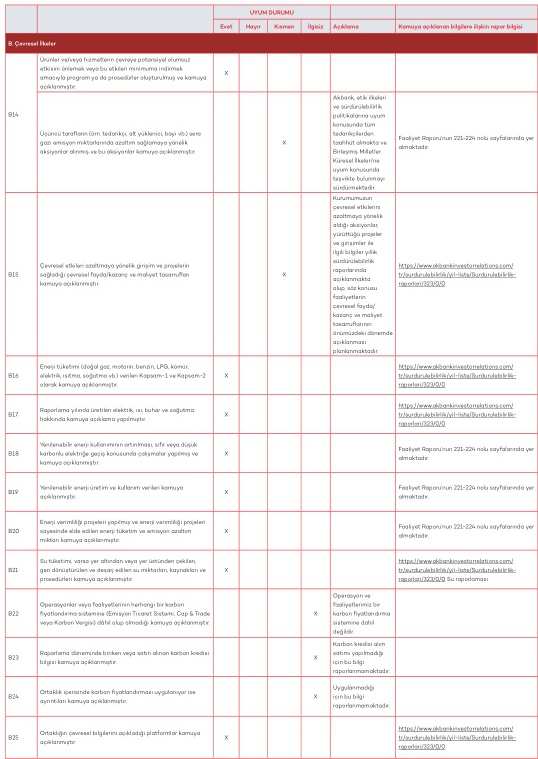 UYUM DURUMU
Evet Hayır Kısmen İlgisiz Açıklama Kamuya açıklanan bilgilere ilişkin rapor bilgisi
B. Çevresel İlkeler
B14
Ürünler ve/veya hizmetlerin çevreye potansiyel olumsuz
etkisini önlemek veya bu etkileri minimuma indirmek
amacıyla program ya da prosedürler oluşturulmuş ve kamuya
açıklanmıştır.
X
Üçüncü tarafların (örn. tedarikçi, alt yüklenici, bayi vb.) sera
gazı emisyon miktarlarında azaltım sağlamaya yönelik
aksiyonlar alınmış ve bu aksiyonlar kamuya açıklanmıştır.
X
Akbank, etik ilkeleri
ve sürdürülebilirlik
politikalarına uyum
konusunda tüm
tedarikçilerden
taahhüt almakta ve
Birleşmiş Milletler
Küresel İlkeleri'ne
uyum konusunda
teşvikte bulunmayı
sürdürmektedir.
Faaliyet Raporu'nun 221-224 nolu sayfalarında yer
almaktadır.
B15
Çevresel etkileri azaltmaya yönelik girişim ve projelerin
sağladığı çevresel fayda/kazanç ve maliyet tasarrufları
kamuya açıklanmıştır.
X
Kurumumuzun
çevresel etkilerini
azaltmaya yönelik
aldığı aksiyonlar,
yürüttüğü projeler
ve girişimler ile
ilgili bilgiler yıllık
sürdürülebilirlik
raporlarında
açıklanmakta
olup, söz konusu
faaliyetlerin
çevresel fayda/
kazanç ve maliyet
tasarruflarının
önümüzdeki dönemde
açıklanması
planlanmaktadır.
https://www.akbankinvestorrelations.com/
tr/surdurulebilirlik/yil-liste/Surdurulebilirlik-
raporlari/323/0/0
B16
Enerji tüketimi (doğal gaz, motorin, benzin, LPG, kömür,
elektrik, ısıtma, soğutma vb.) verileri Kapsam-1 ve Kapsam-2
olarak kamuya açıklanmıştır.
X
https://www.akbankinvestorrelations.com/
tr/surdurulebilirlik/yil-liste/Surdurulebilirlik-
raporlari/323/0/0
B17
Raporlama yılında üretilen elektrik, ısı, buhar ve soğutma
hakkında kamuya açıklama yapılmıştır.
X
https://www.akbankinvestorrelations.com/
tr/surdurulebilirlik/yil-liste/Surdurulebilirlik-
raporlari/323/0/0
B18
Yenilenebilir enerji kullanımının artırılması, sıfır veya düşük
karbonlu elektriğe geçiş konusunda çalışmalar yapılmış ve
kamuya açıklanmıştır.
X
Faaliyet Raporu'nun 221-224 nolu sayfalarında yer
almaktadır.
B19
Yenilenebilir enerji üretim ve kullanım verileri kamuya
açıklanmıştır.
X
Faaliyet Raporu'nun 221-224 nolu sayfalarında yer
almaktadır.
B20
Enerji verimliliği projeleri yapılmış ve enerji verimliliği projeleri
sayesinde elde edilen enerji tüketim ve emisyon azaltım
miktarı kamuya açıklanmıştır.
X
Faaliyet Raporu'nun 221-224 nolu sayfalarında yer
almaktadır.
B21
Su tüketimi, varsa yer altından veya yer üstünden çekilen,
geri dönüştürülen ve deşarj edilen su miktarları, kaynakları ve
prosedürleri kamuya açıklanmıştır.
X
https://www.akbankinvestorrelations.com/
tr/surdurulebilirlik/yil-liste/Surdurulebilirlik-
raporlari/323/0/0 Su raporlaması
B22
Operasyonlar veya faaliyetlerinin herhangi bir karbon
fiyatlandırma sistemine (Emisyon Ticaret Sistemi, Cap & Trade
veya Karbon Vergisi) dâhil olup olmadığı kamuya açıklanmıştır.
X
Operasyon ve
faaliyetlerimiz bir
karbon fiyatlandırma
sistemine dahil
değildir.
B23
Raporlama döneminde biriken veya satın alınan karbon kredisi
bilgisi kamuya açıklanmıştır.
X
Karbon kredisi alım
satımı yapılmadığı
için bu bilgi
raporlanmamaktadır.
B24
Ortaklık içerisinde karbon fiyatlandırması uygulanıyor ise
ayrıntıları kamuya açıklanmıştır.
X
Uygulanmadığı
için bu bilgi
raporlanmamaktadır.
B25
Ortaklığın çevresel bilgilerini açıkladığı platformlar kamuya
açıklanmıştır.
X
https://www.akbankinvestorrelations.com/
tr/surdurulebilirlik/yil-liste/Surdurulebilirlik-
raporlari/323/0/0